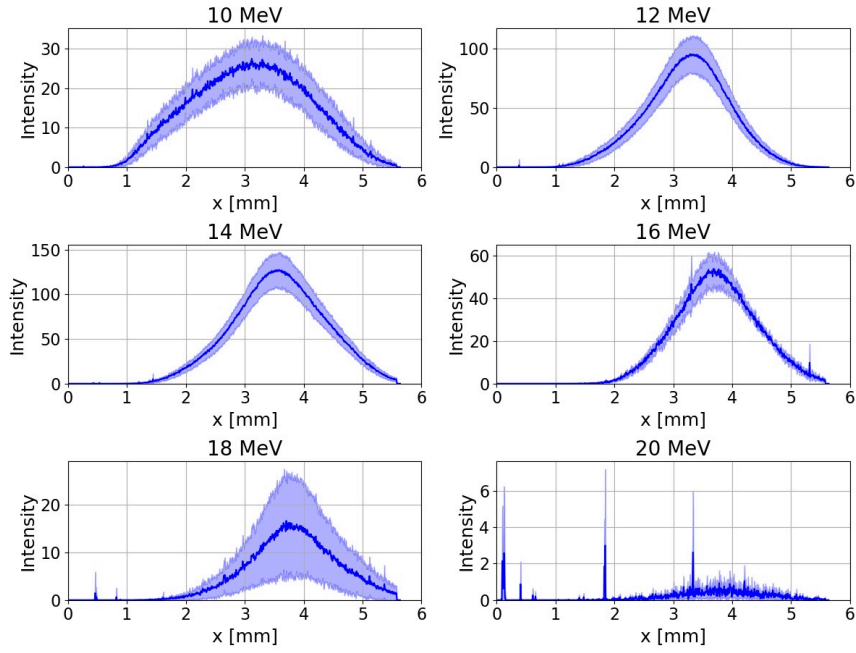 10 MeV
Intensity
30
20
10
0
0 1 2 3 4 5 6
x [mm]
12 MeV
Intensity
100
50
0
0 1 2 3 4 5 6
x [mm]
14 MeV
Intensity
150
100
50
0
0 1 2 3 4 5 6
x [mm]
16 MeV
Intensity
60
40
20
0
0 1 2 3 4 5 6
x [mm]
18 MeV
Intensity
20
10
0
0 1 2 3 4 5 6
x [mm]
20 MeV
Intensity
6
4
2
0
0 1 2 3 4 5 6
x [mm]